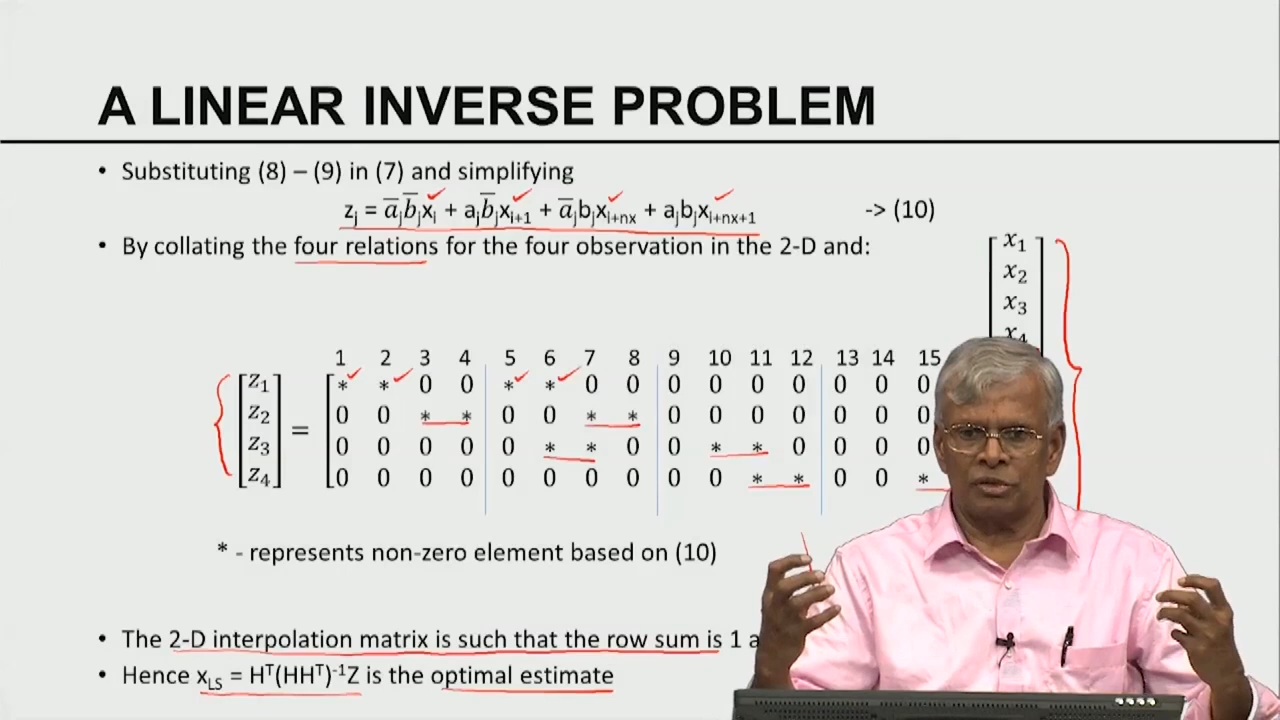 A LINEAR INVERSE PROBLEM
• Substituting (8) – (9) in (7) and simplifying
zⱼ = a̅ⱼb̅ⱼxᵢ + aⱼb̅ⱼxᵢ₊₁ + a̅ⱼbⱼxᵢ₊ₙₓ + aⱼbⱼxᵢ₊ₙₓ₊₁ -> (10)
• By collating the four relations for the four observation in the 2-D and:
x₁
x₂
x₃
x₄
1 2 3 4 5 6 7 8 9 10 11 12 13 14 15
z₁ * * 0 0 * * 0 0 0 0 0 0 0 0 0
z₂ 0 0 * * 0 0 * * 0 0 0 0 0 0 0
z₃ = 0 0 0 0 0 * * 0 0 * * 0 0 0 0
z₄ 0 0 0 0 0 0 0 0 0 0 * * 0 0 *
* - represents non-zero element based on (10)
• The 2-D interpolation matrix is such that the row sum is 1
• Hence x_LS = Hᵀ(HHᵀ)⁻¹Z is the optimal estimate